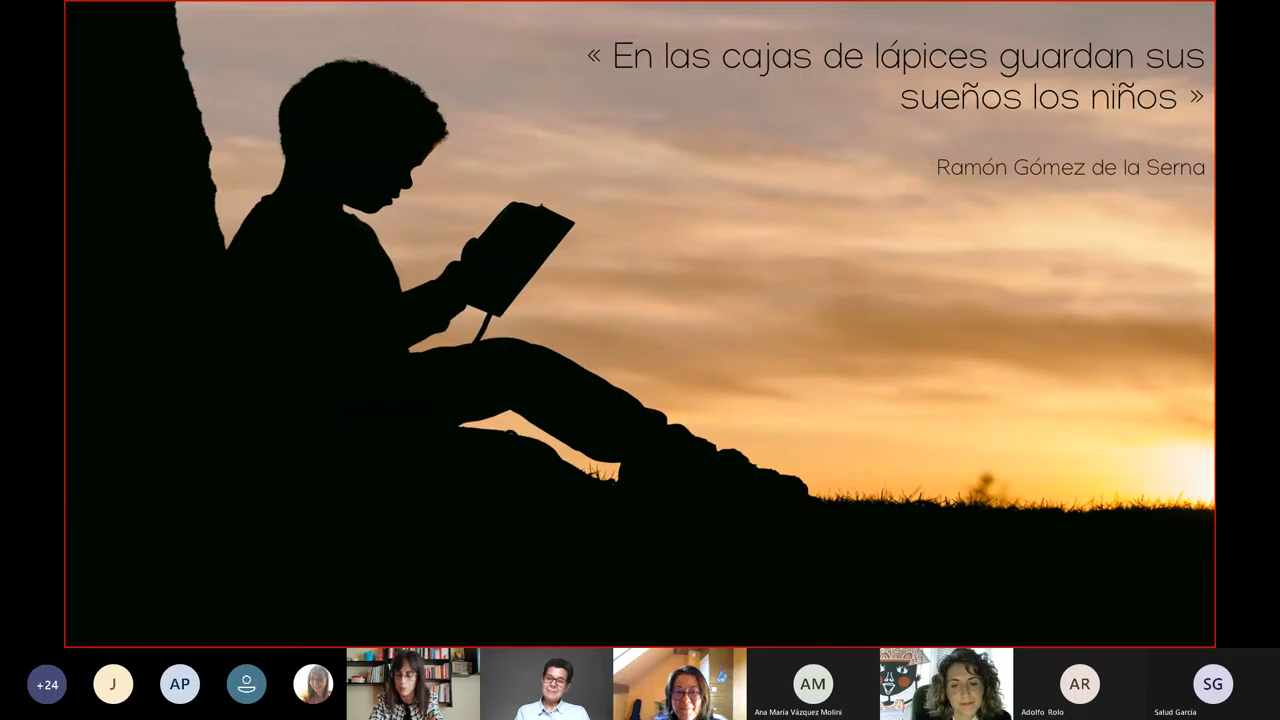 « En las cajas de lápices guardan sus
sueños los niños »
Ramón Gómez de la Serna
+24
J
AP
AM
Ana María Vázquez Molini
AR
Adolfo Rolo
SG
Salud García